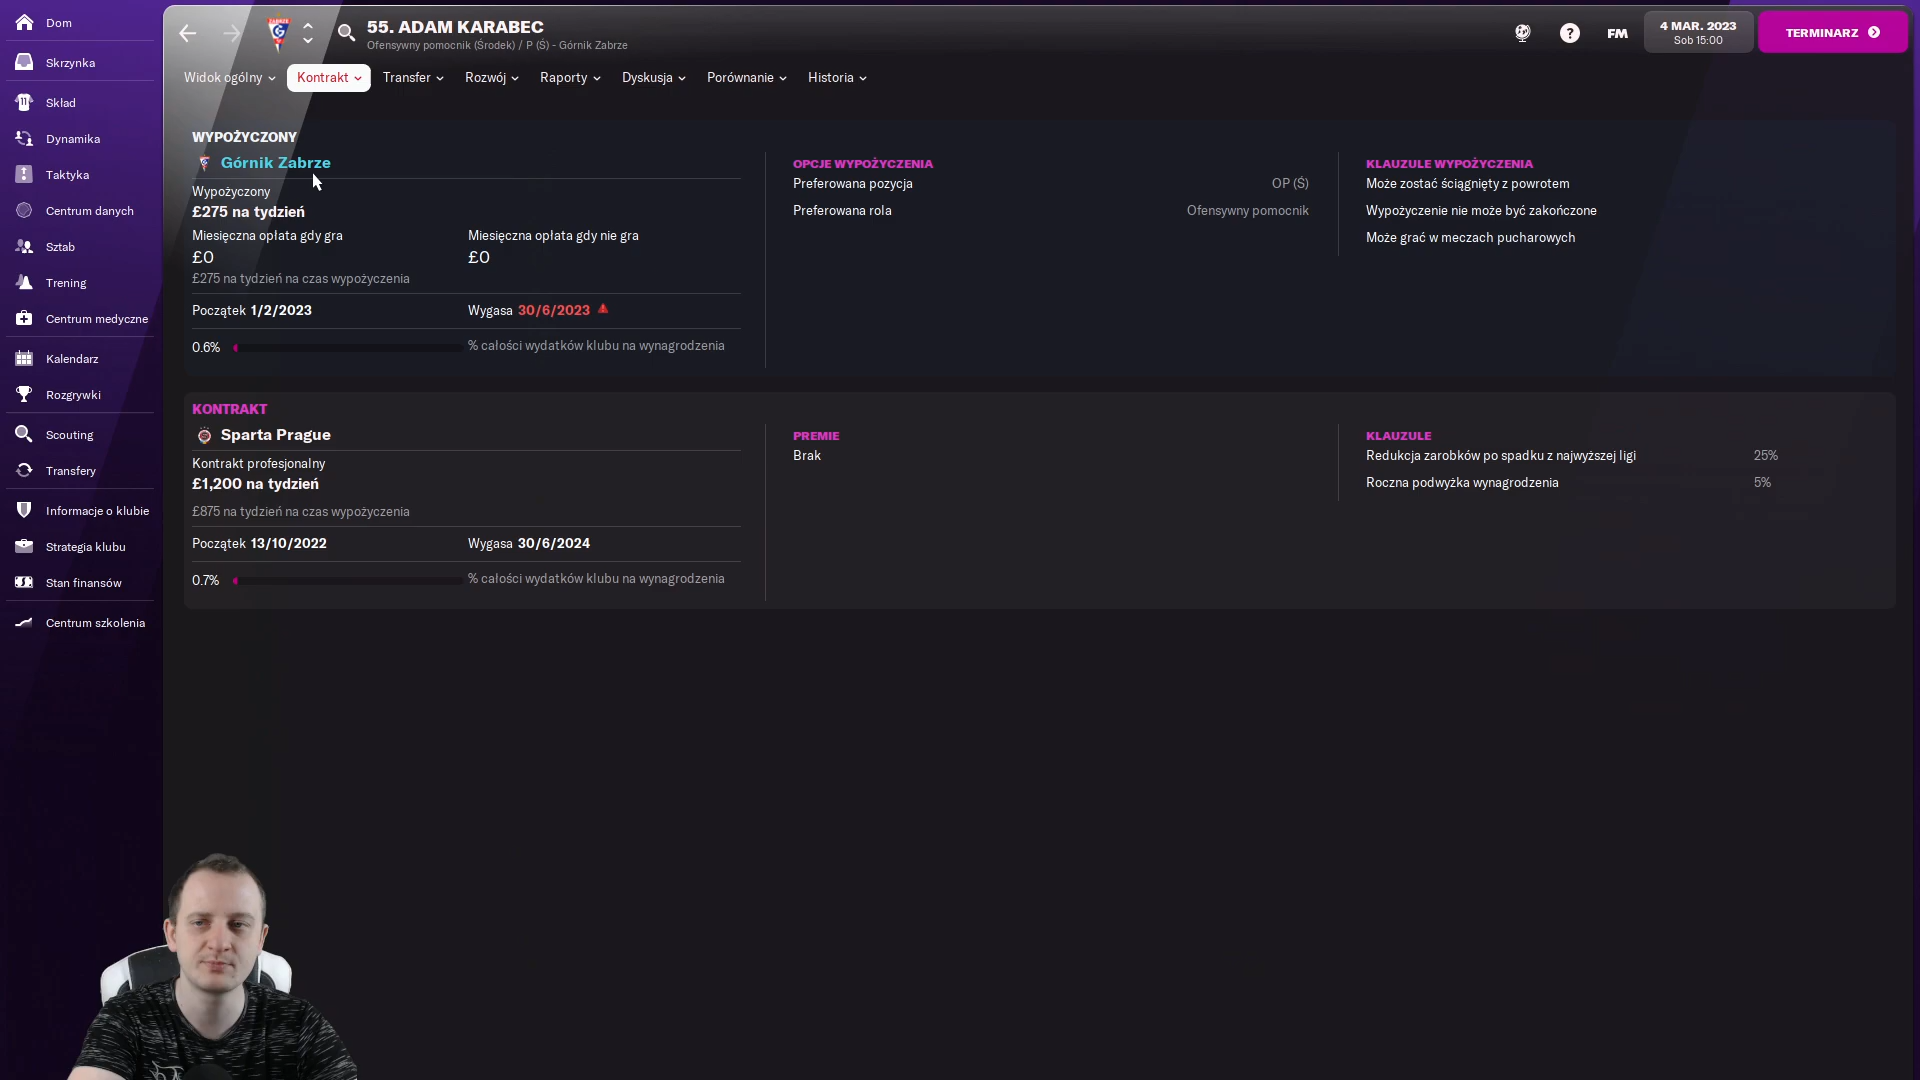 Dom
Skrzynka
Skład
Dynamika
Taktyka
Centrum danych
Sztab
Trening
Centrum medyczne
Kalendarz
Rozgrywki
Scouting
Transfery
Informacje o klubie
Strategia klubu
Stan finansów
Centrum szkolenia
55. ADAM KARABEC
Ofensywny pomocnik (Środek) / P (Ś) - Górnik Zabrze
FM
4 MAR. 2023
Sob 15:00
TERMINARZ
Widok ogólny
Kontrakt
Transfer
Rozwój
Raporty
Dyskusja
Porównanie
Historia
WYPOŻYCZONY
Górnik Zabrze
Wypożyczony
£275 na tydzień
Miesięczna opłata gdy gra
Miesięczna opłata gdy nie gra
£0
£0
£275 na tydzień na czas wypożyczenia
Początek 1/2/2023
Wygasa 30/6/2023
0.6%
% całości wydatków klubu na wynagrodzenia
OPCJE WYPOŻYCZENIA
Preferowana pozycja
OP (Ś)
Preferowana rola
Ofensywny pomocnik
KLAUZULE WYPOŻYCZENIA
Może zostać ściągnięty z powrotem
Wypożyczenie nie może być zakończone
Może grać w meczach pucharowych
KONTRAKT
Sparta Prague
Kontrakt profesjonalny
£1,200 na tydzień
£875 na tydzień na czas wypożyczenia
Początek 13/10/2022
Wygasa 30/6/2024
0.7%
% całości wydatków klubu na wynagrodzenia
PREMIE
Brak
KLAUZULE
Redukcja zarobków po spadku z najwyższej ligi
25%
Roczna podwyżka wynagrodzenia
5%